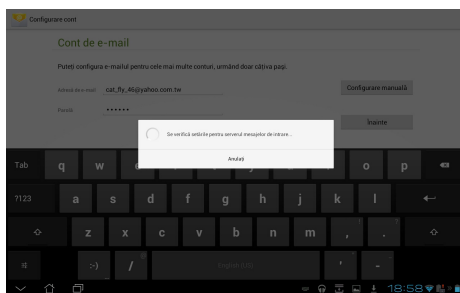 Configurare cont
Cont de e-mail
Puteți configura e-mailul pentru cele mai multe conturi, urmând doar câțiva pași.
Adresă de e-mail
cat_fly_46@yahoo.com.tw
Configurare manuală
Parolă
••••••
Înainte
Se verifică setările pentru serverul mesajelor de intrare...
Anulați
Tab q w o p
?123 a s d f g h j k l
z x c v b n m , .
:-) / English (US) ' -
18:58